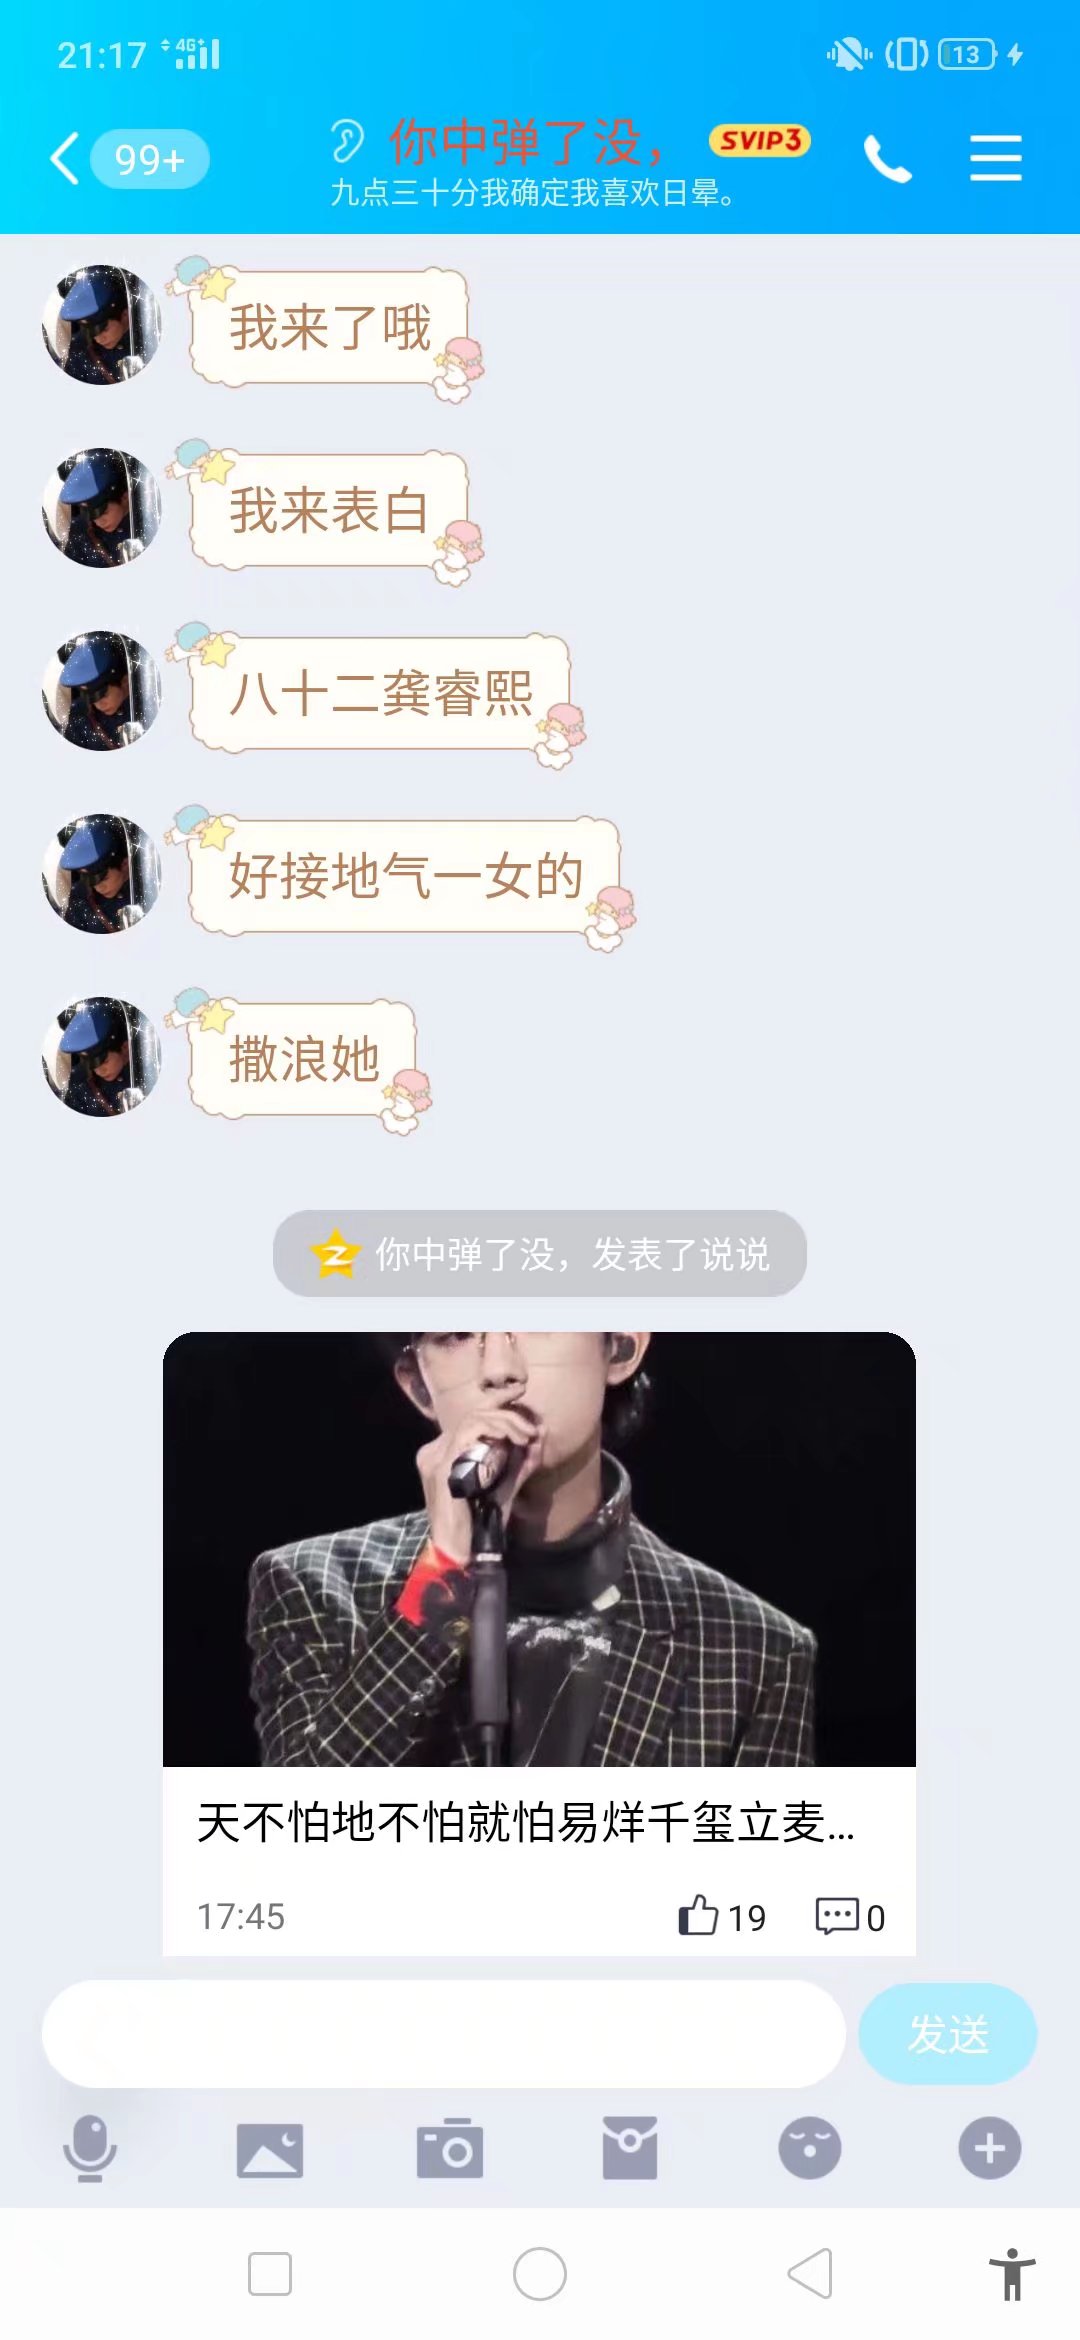 21:17 4G+ 13
99+ 你中弹了没， SVIP3
九点三十分我确定我喜欢日晕。
我来了哦
我来表白
八十二龚睿熙
好接地气一女的
撒浪她
你中弹了没，发表了说说
天不怕地不怕就怕易烊千玺立麦...
17:45 19 0
发送